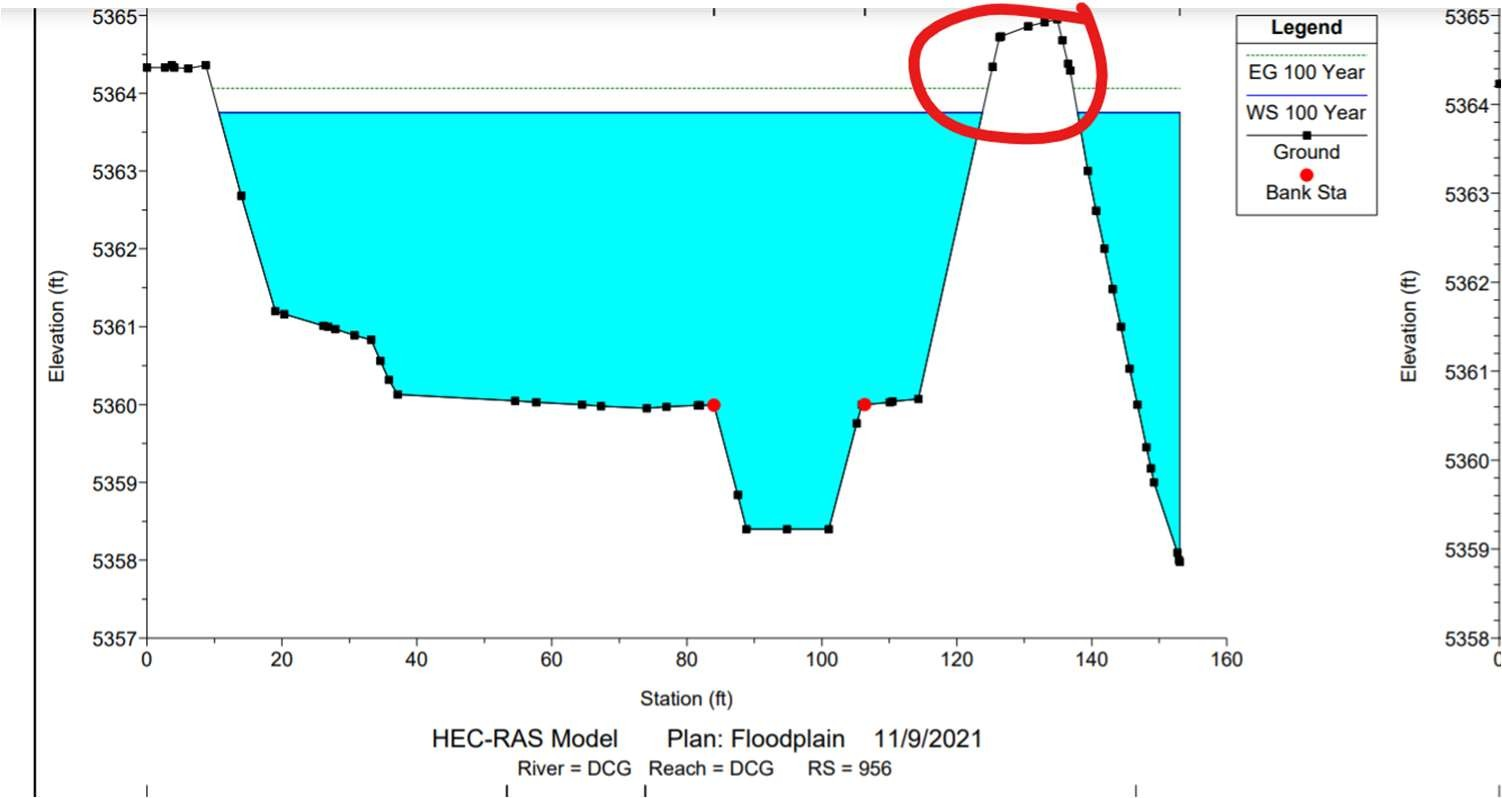 5365
5364
5363
5362
5361
5360
5359
5358
5357
Elevation (ft)
0 20 40 60 80 100 120 140 160
Station (ft)
Legend
EG 100 Year
WS 100 Year
Ground
Bank Sta
HEC-RAS Model Plan: Floodplain 11/9/2021
River = DCG Reach = DCG RS = 956
5365
5364
5363
5362
5361
5360
5359
5358
Elevation (ft)
0